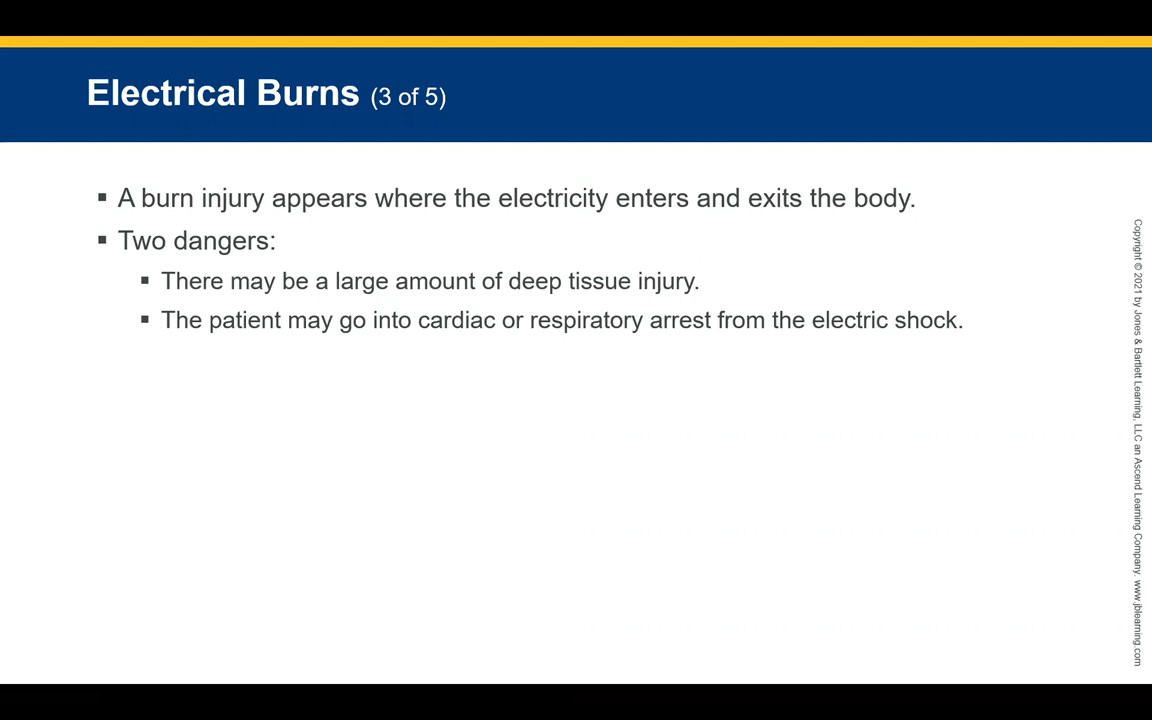 Electrical Burns (3 of 5)
▪ A burn injury appears where the electricity enters and exits the body.
▪ Two dangers:
▪ There may be a large amount of deep tissue injury.
▪ The patient may go into cardiac or respiratory arrest from the electric shock.
Copyright © 2021 by Jones & Bartlett Learning, LLC an Ascend Learning Company. www.jblearning.com